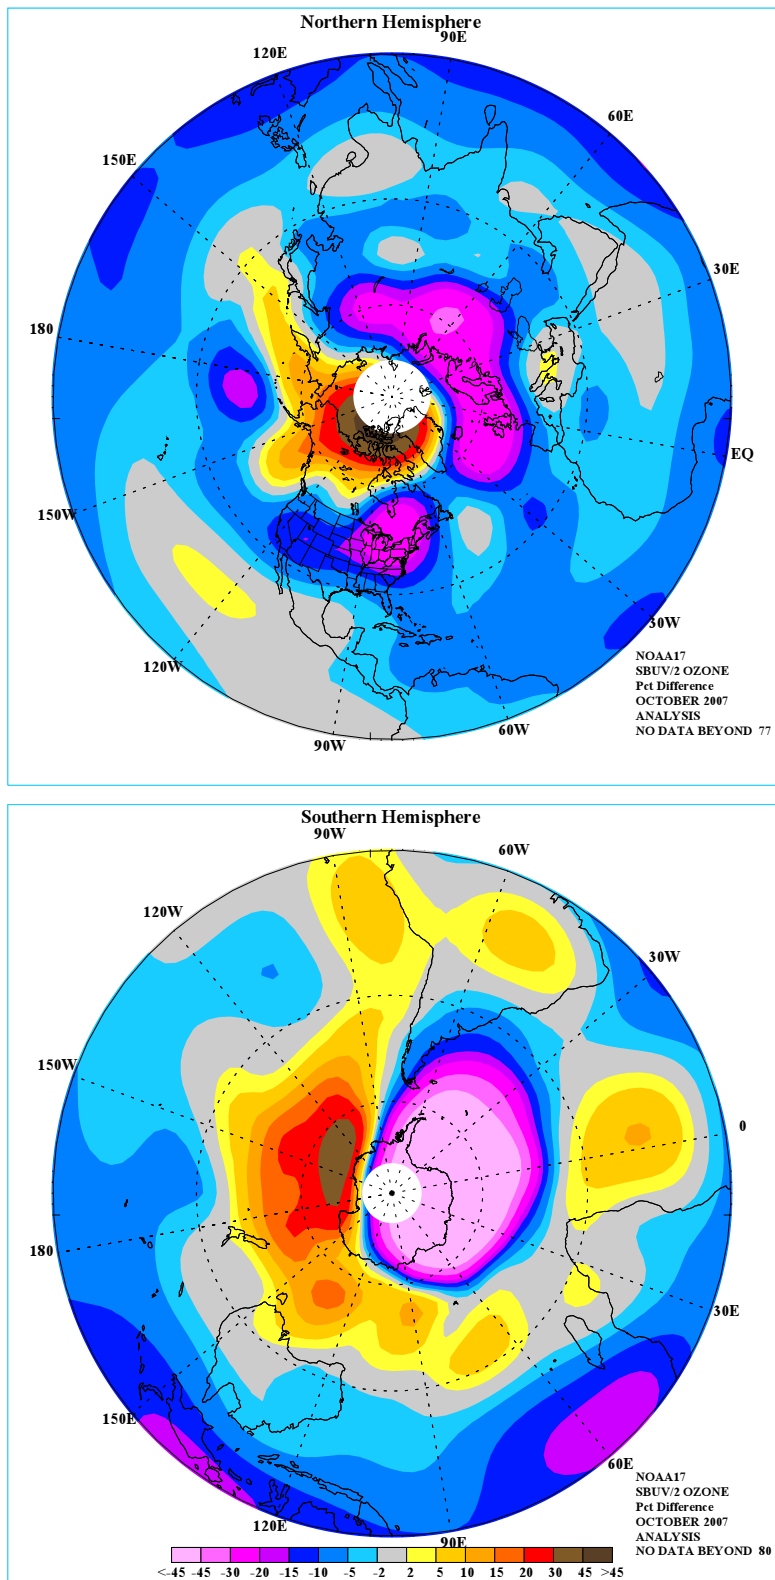 Northern Hemisphere
90E
120E
60E
150E
30E
180
EQ
150W
30W
120W
60W
90W
NOAA17
SBUV/2 OZONE
Pct Difference
OCTOBER 2007
ANALYSIS
NO DATA BEYOND 77
Southern Hemisphere
90W
60W
120W
30W
150W
0
180
30E
150E
60E
120E
90E
NOAA17
SBUV/2 OZONE
Pct Difference
OCTOBER 2007
ANALYSIS
NO DATA BEYOND 80
<-45 -45 -30 -20 -15 -10 -5 -2 2 5 10 15 20 30 45 >45